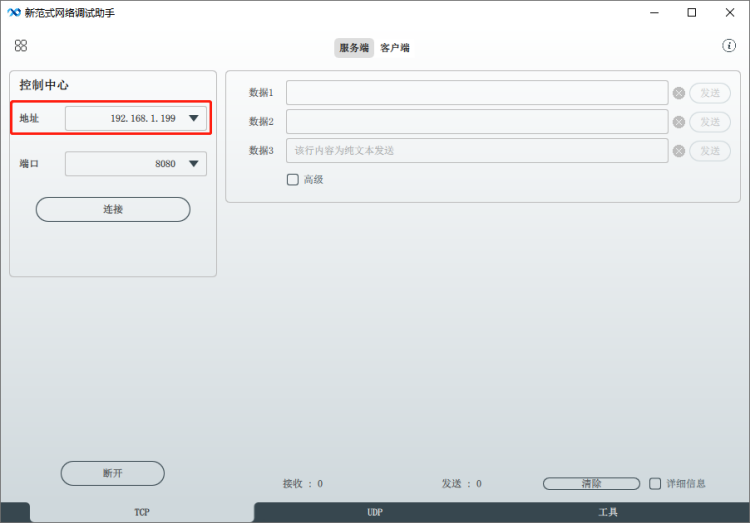 新范式网络调试助手
服务端 客户端
控制中心
地址 192.168.1.199
端口 8080
连接
数据1 发送
数据2 发送
数据3 该行内容为纯文本发送 发送
高级
断开
接收 : 0 发送 : 0 清除 详细信息
TCP UDP 工具